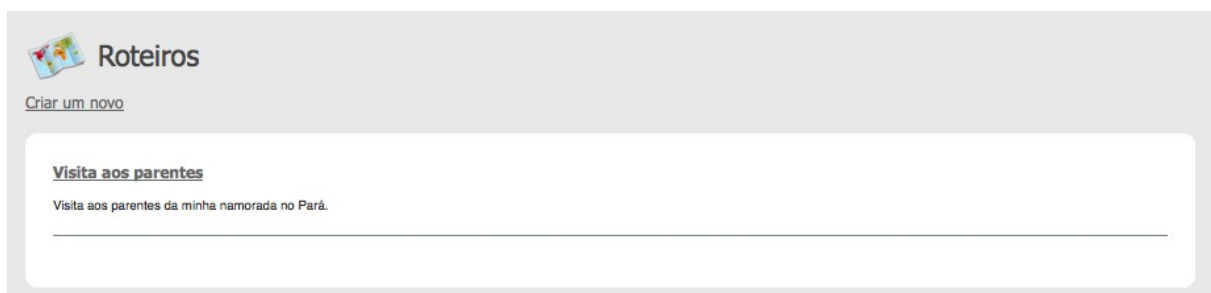 Roteiros
Criar um novo
Visita aos parentes
Visita aos parentes da minha namorada no Pará.